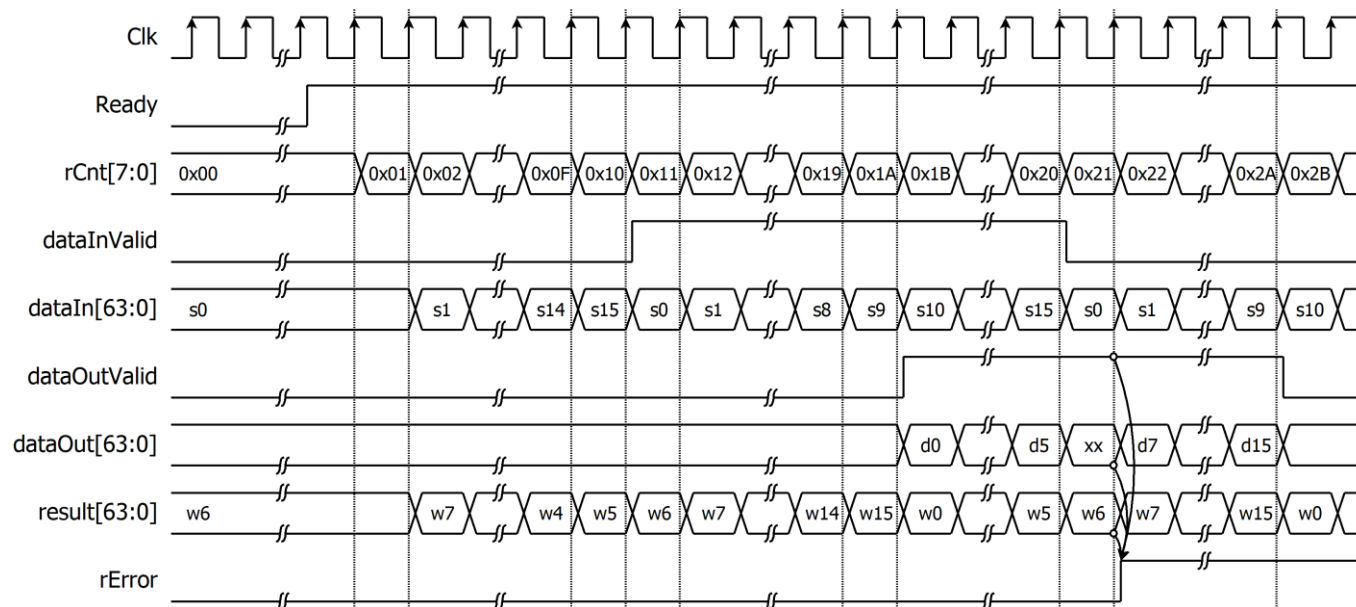 Clk
Ready
rCnt[7:0] 0x00 0x01 0x02 0x0F 0x10 0x11 0x12 0x19 0x1A 0x1B 0x20 0x21 0x22 0x2A 0x2B
dataInValid
dataIn[63:0] s0 s1 s14 s15 s0 s1 s8 s9 s10 s15 s0 s1 s9 s10
dataOutValid
dataOut[63:0] d0 d5 xx d7 d15
result[63:0] w6 w7 w4 w5 w6 w7 w14 w15 w0 w5 w6 w7 w15 w0
rError